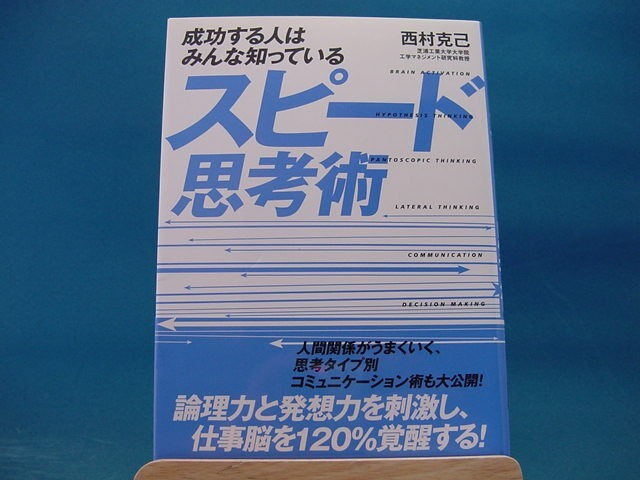 成功する人は
みんな知っている
西村克己
芝浦工業大学大学院
工学マネジメント研究科教授
スピード
思考術
BRAIN ACTIVATION
HYPOTHESIS THINKING
PANTOSCOPIC THINKING
LATERAL THINKING
COMMUNICATION
DECISION MAKING
人間関係がうまくいく、
思考タイプ別
コミュニケーション術も大公開!
論理力と発想力を刺激し、
仕事脳を120%覚醒する!